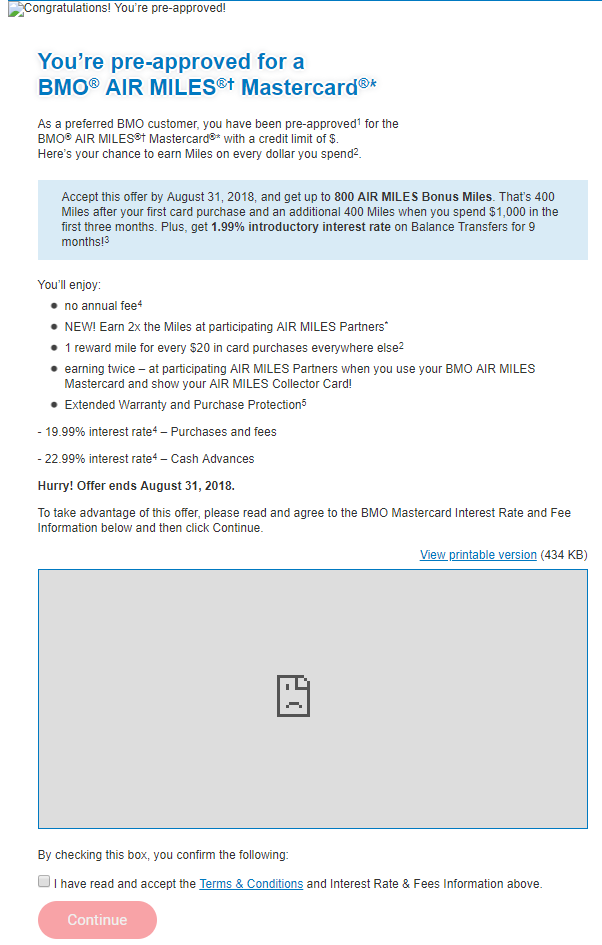 Congratulations! You're pre-approved!
You're pre-approved for a
BMO® AIR MILES®† Mastercard®*
As a preferred BMO customer, you have been pre-approved¹ for the
BMO® AIR MILES®† Mastercard®* with a credit limit of $.
Here's your chance to earn Miles on every dollar you spend².
Accept this offer by August 31, 2018, and get up to 800 AIR MILES Bonus Miles. That's 400
Miles after your first card purchase and an additional 400 Miles when you spend $1,000 in the
first three months. Plus, get 1.99% introductory interest rate on Balance Transfers for 9
months!³
You'll enjoy:
● no annual fee⁴
● NEW! Earn 2x the Miles at participating AIR MILES Partners*
● 1 reward mile for every $20 in card purchases everywhere else²
● earning twice – at participating AIR MILES Partners when you use your BMO AIR MILES
Mastercard and show your AIR MILES Collector Card!
● Extended Warranty and Purchase Protection⁵
- 19.99% interest rate⁴ – Purchases and fees
- 22.99% interest rate⁴ – Cash Advances
Hurry! Offer ends August 31, 2018.
To take advantage of this offer, please read and agree to the BMO Mastercard Interest Rate and Fee
Information below and then click Continue.
View printable version (434 KB)
By checking this box, you confirm the following:
I have read and accept the Terms & Conditions and Interest Rate & Fees Information above.
Continue